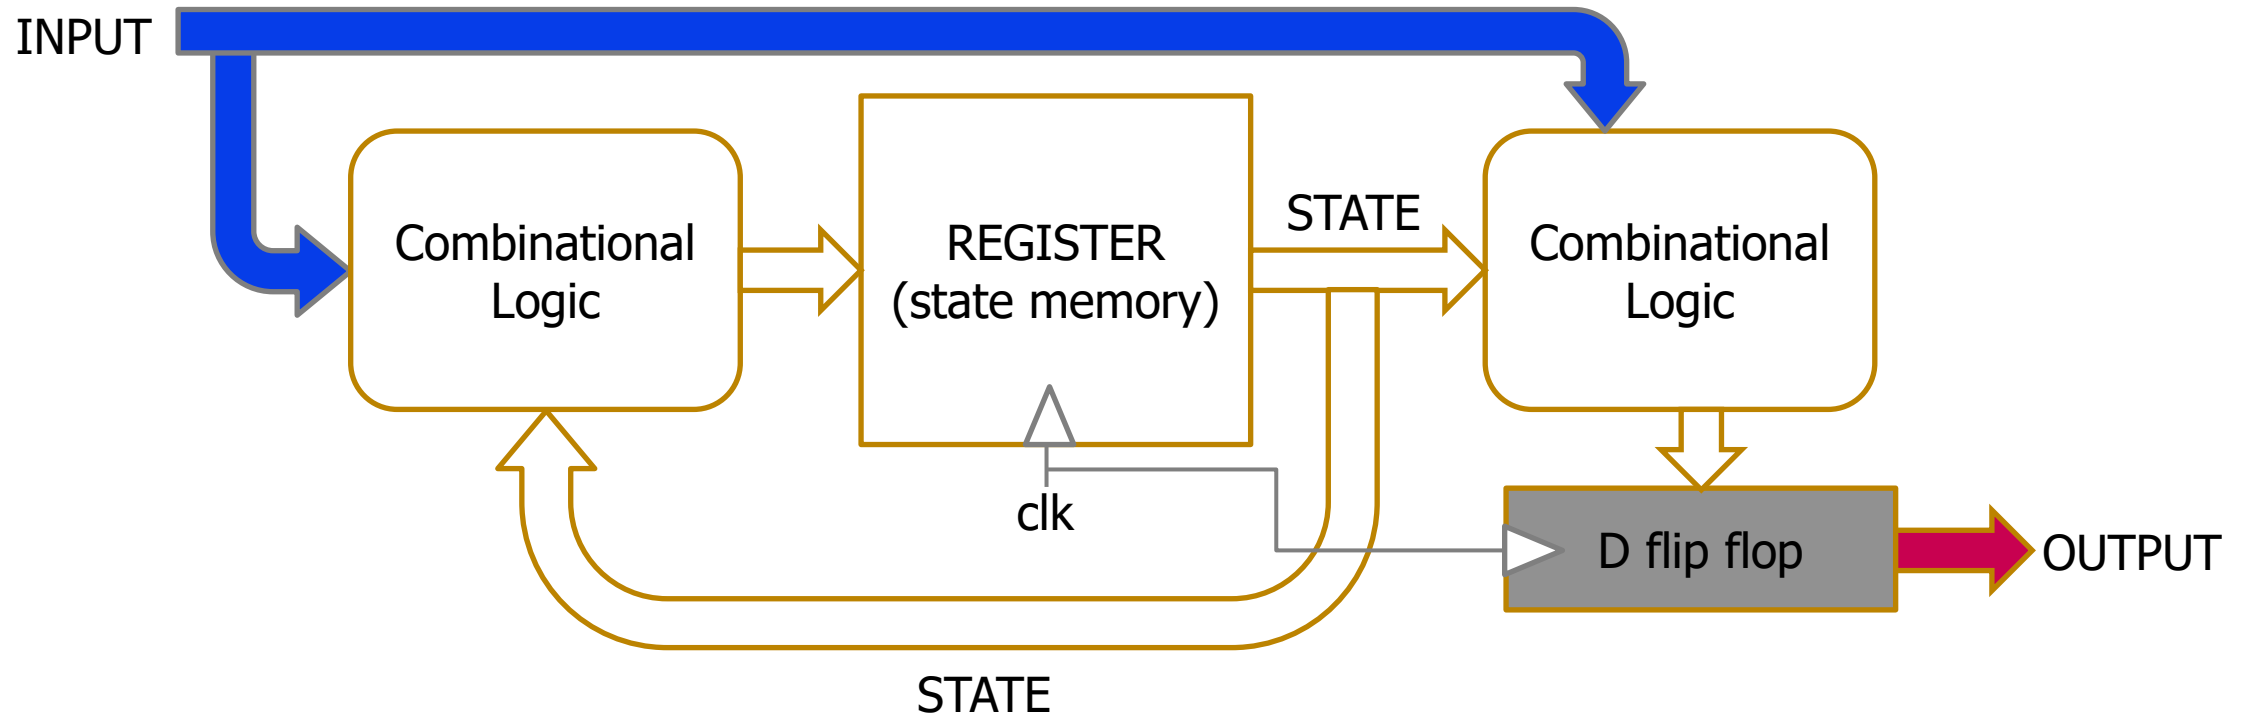 INPUT
Combinational
Logic
REGISTER
(state memory)
STATE
Combinational
Logic
clk
D flip flop
OUTPUT
STATE